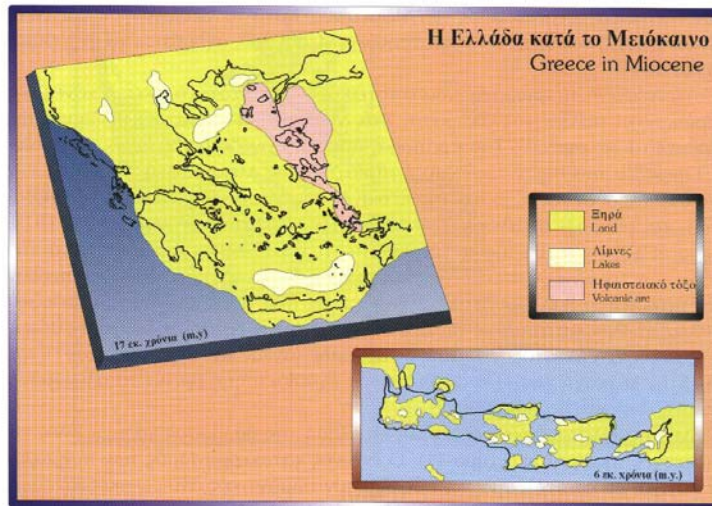 Η Ελλάδα κατά το Μειόκαινο
Greece in Miocene
Ξηρά
Land
Λίμνες
Lakes
Ηφαιστειακό τόξο
Volcanic arc
17 εκ. χρόνια (m.y.)
6 εκ. χρόνια (m.y.)